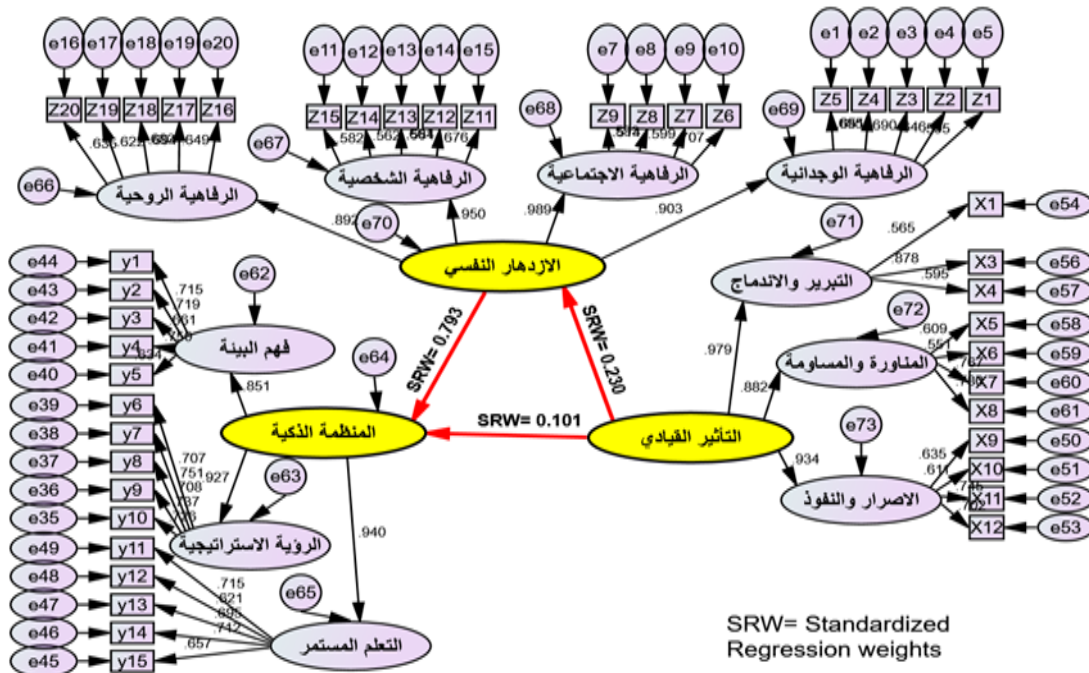 e16 e17 e18 e19 e20
Z20 Z19 Z18 Z17 Z16
.635 .622 .649
e66
الرفاهية الروحية
e11 e12 e13 e14 e15
Z15 Z14 Z13 Z12 Z11
.582 .562 .676
e67
الرفاهية الشخصية
e7 e8 e9 e10
Z9 Z8 Z7 Z6
.599 .707
e68
الرفاهية الاجتماعية
e1 e2 e3 e4 e5
Z5 Z4 Z3 Z2 Z1
.690
e69
الرفاهية الوجدانية
.892 .950 .989 .903
e70
الازدهار النفسي
e71
التبرير والاندماج
.565
.878
.595
X1 e54
X3 e56
X4 e57
e72
المناورة والمساومة
.609
.551
X5 e58
X6 e59
X7 e60
X8 e61
e73
الاصرار والنفوذ
.635
.611
X9 e50
X10 e51
X11 e52
X12 e53
.979
.882
.934
التأثير القيادي
SRW= 0.793
SRW= 0.230
SRW= 0.101
e64
المنظمة الذكية
e44 y1
e43 y2
e42 y3
e41 y4
e40 y5
.715
.719
.661
e62
فهم البيئة
.851
e39 y6
e38 y7
e37 y8
e36 y9
e35 y10
.707
.751
.708
.927
e63
الرؤية الاستراتيجية
.940
e49 y11
e48 y12
e47 y13
e46 y14
e45 y15
.715
.621
.695
.712
.657
e65
التعلم المستمر
SRW= Standardized
Regression weights